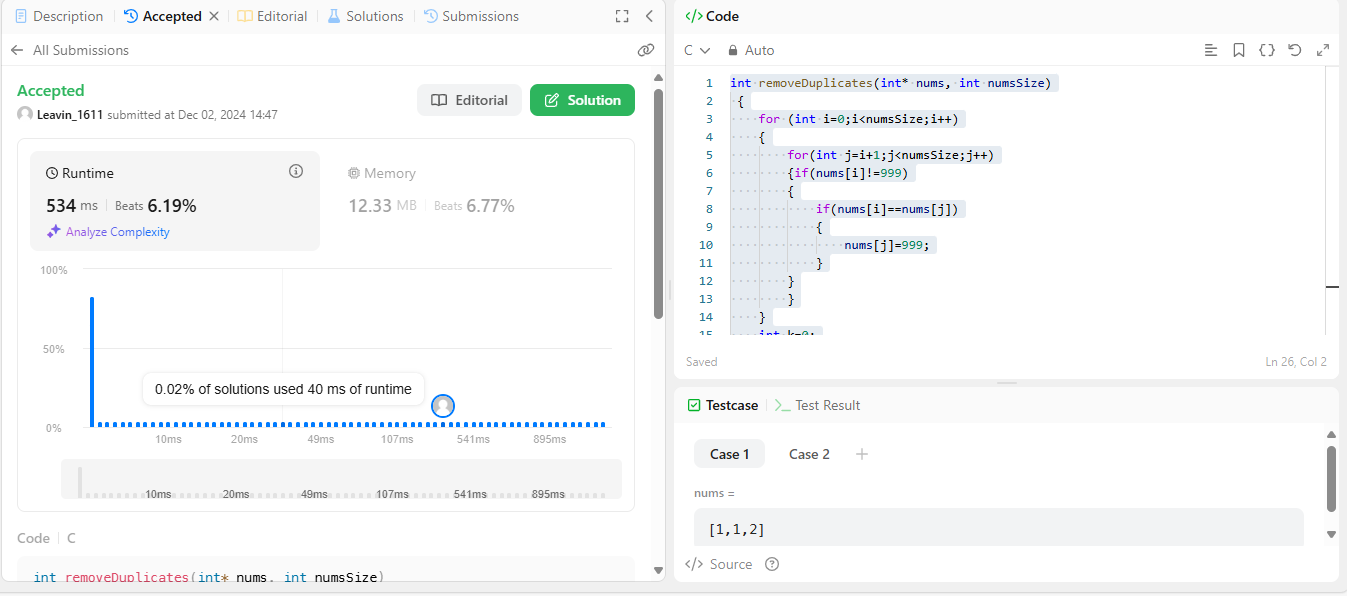 Description Accepted Editorial Solutions Submissions
All Submissions
Accepted
Leavin_1611 submitted at Dec 02, 2024 14:47
Editorial
Solution
Runtime
534 ms Beats 6.19%
Analyze Complexity
Memory
12.33 MB Beats 6.77%
100%
50%
0%
0.02% of solutions used 40 ms of runtime
10ms 20ms 49ms 107ms 541ms 895ms
10ms 20ms 49ms 107ms 541ms 895ms
Code C
int removeDuplicates(int* nums, int numsSize)
</> Code
C Auto
1 int removeDuplicates(int* nums, int numsSize)
2 {
3 for (int i=0;i<numsSize;i++)
4 {
5 for(int j=i+1;j<numsSize;j++)
6 {if(nums[i]!=999)
7 {
8 if(nums[i]==nums[j])
9 {
10 nums[j]=999;
11 }
12 }
13 }
14 }
15 int k=0;
Saved
Ln 26, Col 2
Testcase >_ Test Result
Case 1 Case 2 +
nums =
[1,1,2]
</> Source ?